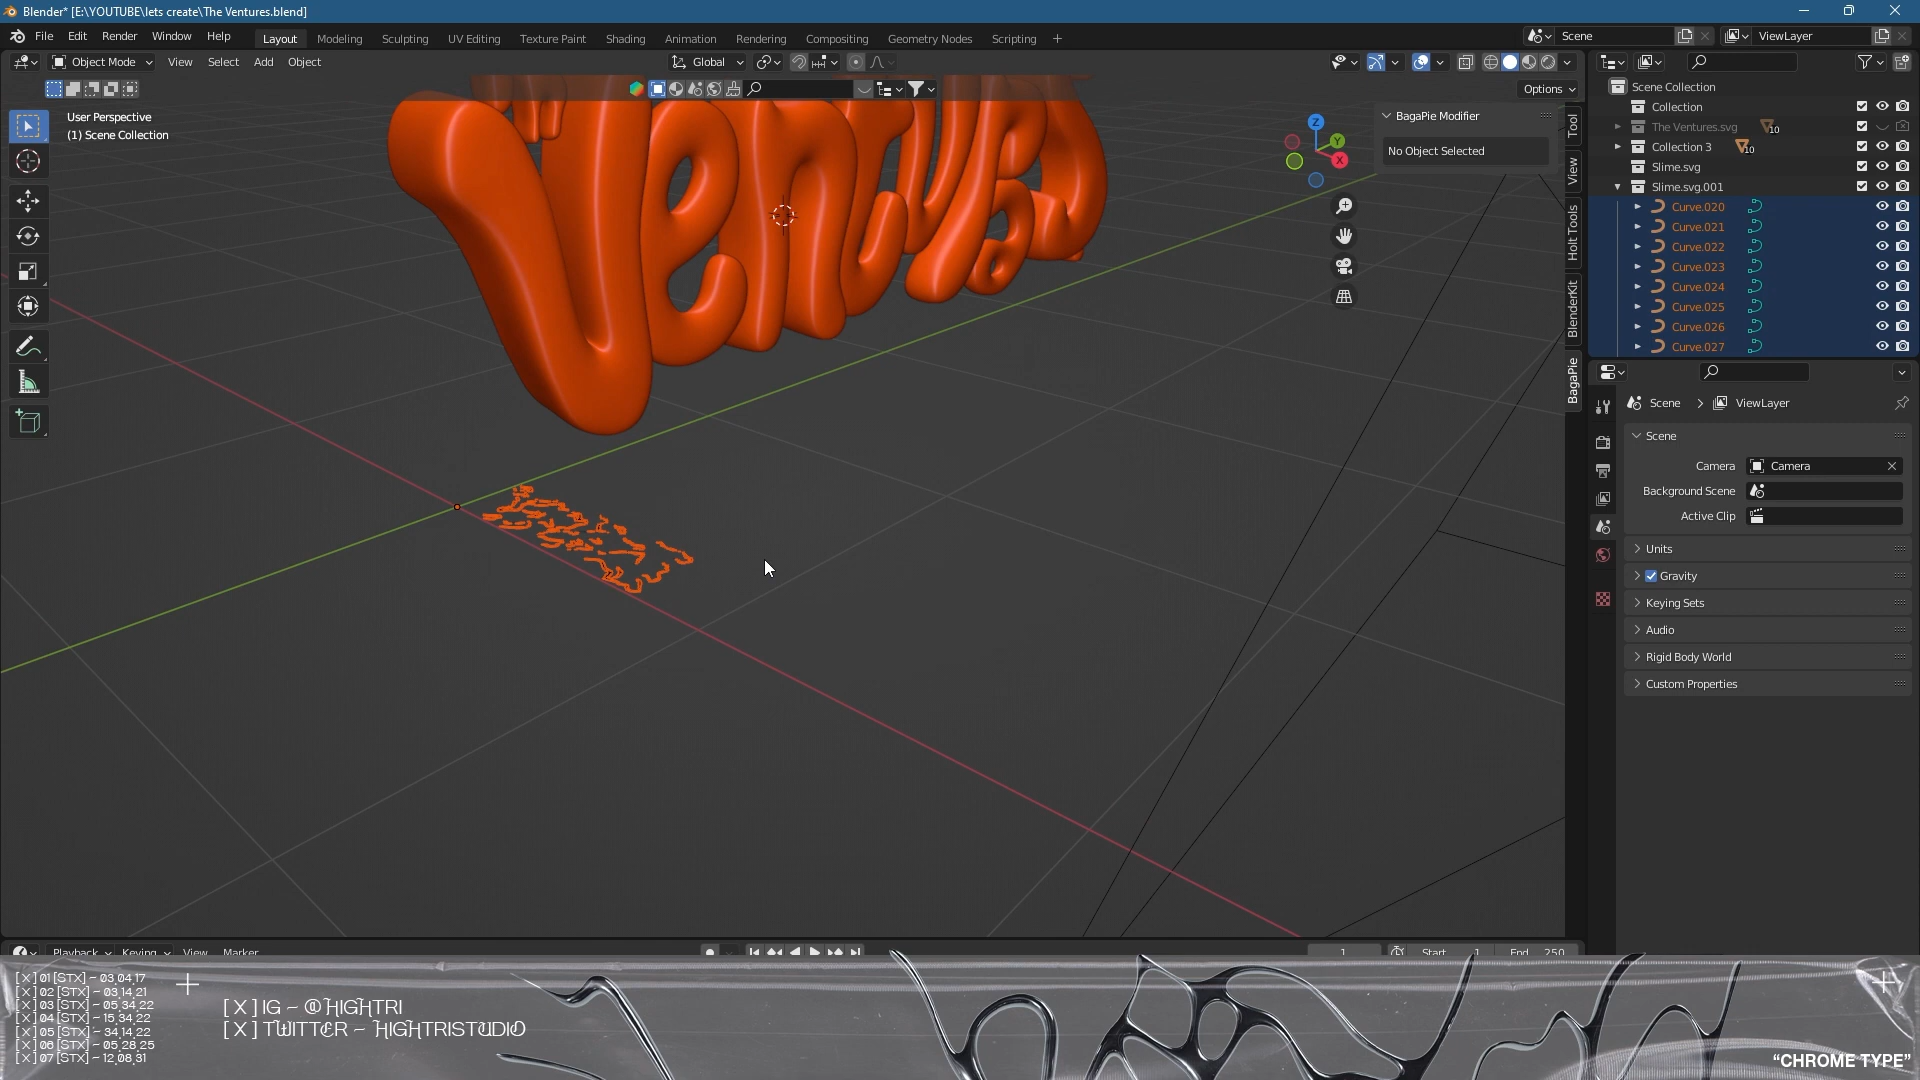 Blender* [E:\YOUTUBE\lets create\The Ventures.blend]
File Edit Render Window Help Layout Modeling Sculpting UV Editing Texture Paint Shading Animation Rendering Compositing Geometry Nodes Scripting + Scene ViewLayer
Object Mode View Select Add Object Global
Options
User Perspective
(1) Scene Collection
Ventures
Z
Y
X
BagaPie Modifier
No Object Selected
Tool
View
Holt Tools
BlenderKit
BagaPie
Scene Collection
Collection
The Ventures.svg 10
Collection 3 10
Slime.svg
Slime.svg.001
Curve.020
Curve.021
Curve.022
Curve.023
Curve.024
Curve.025
Curve.026
Curve.027
Scene > ViewLayer
Scene
Camera Camera
Background Scene
Active Clip
Units
Gravity
Keying Sets
Audio
Rigid Body World
Custom Properties
Playback Keying View Marker 1 Start 1 End 250
[X] 01 [STX] - 03.04.17
[X] 02 [STX] - 03.14.21
[X] 03 [STX] - 05.34.22
[X] 04 [STX] - 15.34.22
[X] 05 [STX] - 34.14.22
[X] 06 [STX] - 05.28.25
[X] 07 [STX] - 12.08.31
[X] IG - @HIGHTRI
[X] TWITTER - HIGHTRISTUDIO
“CHROME TYPE”